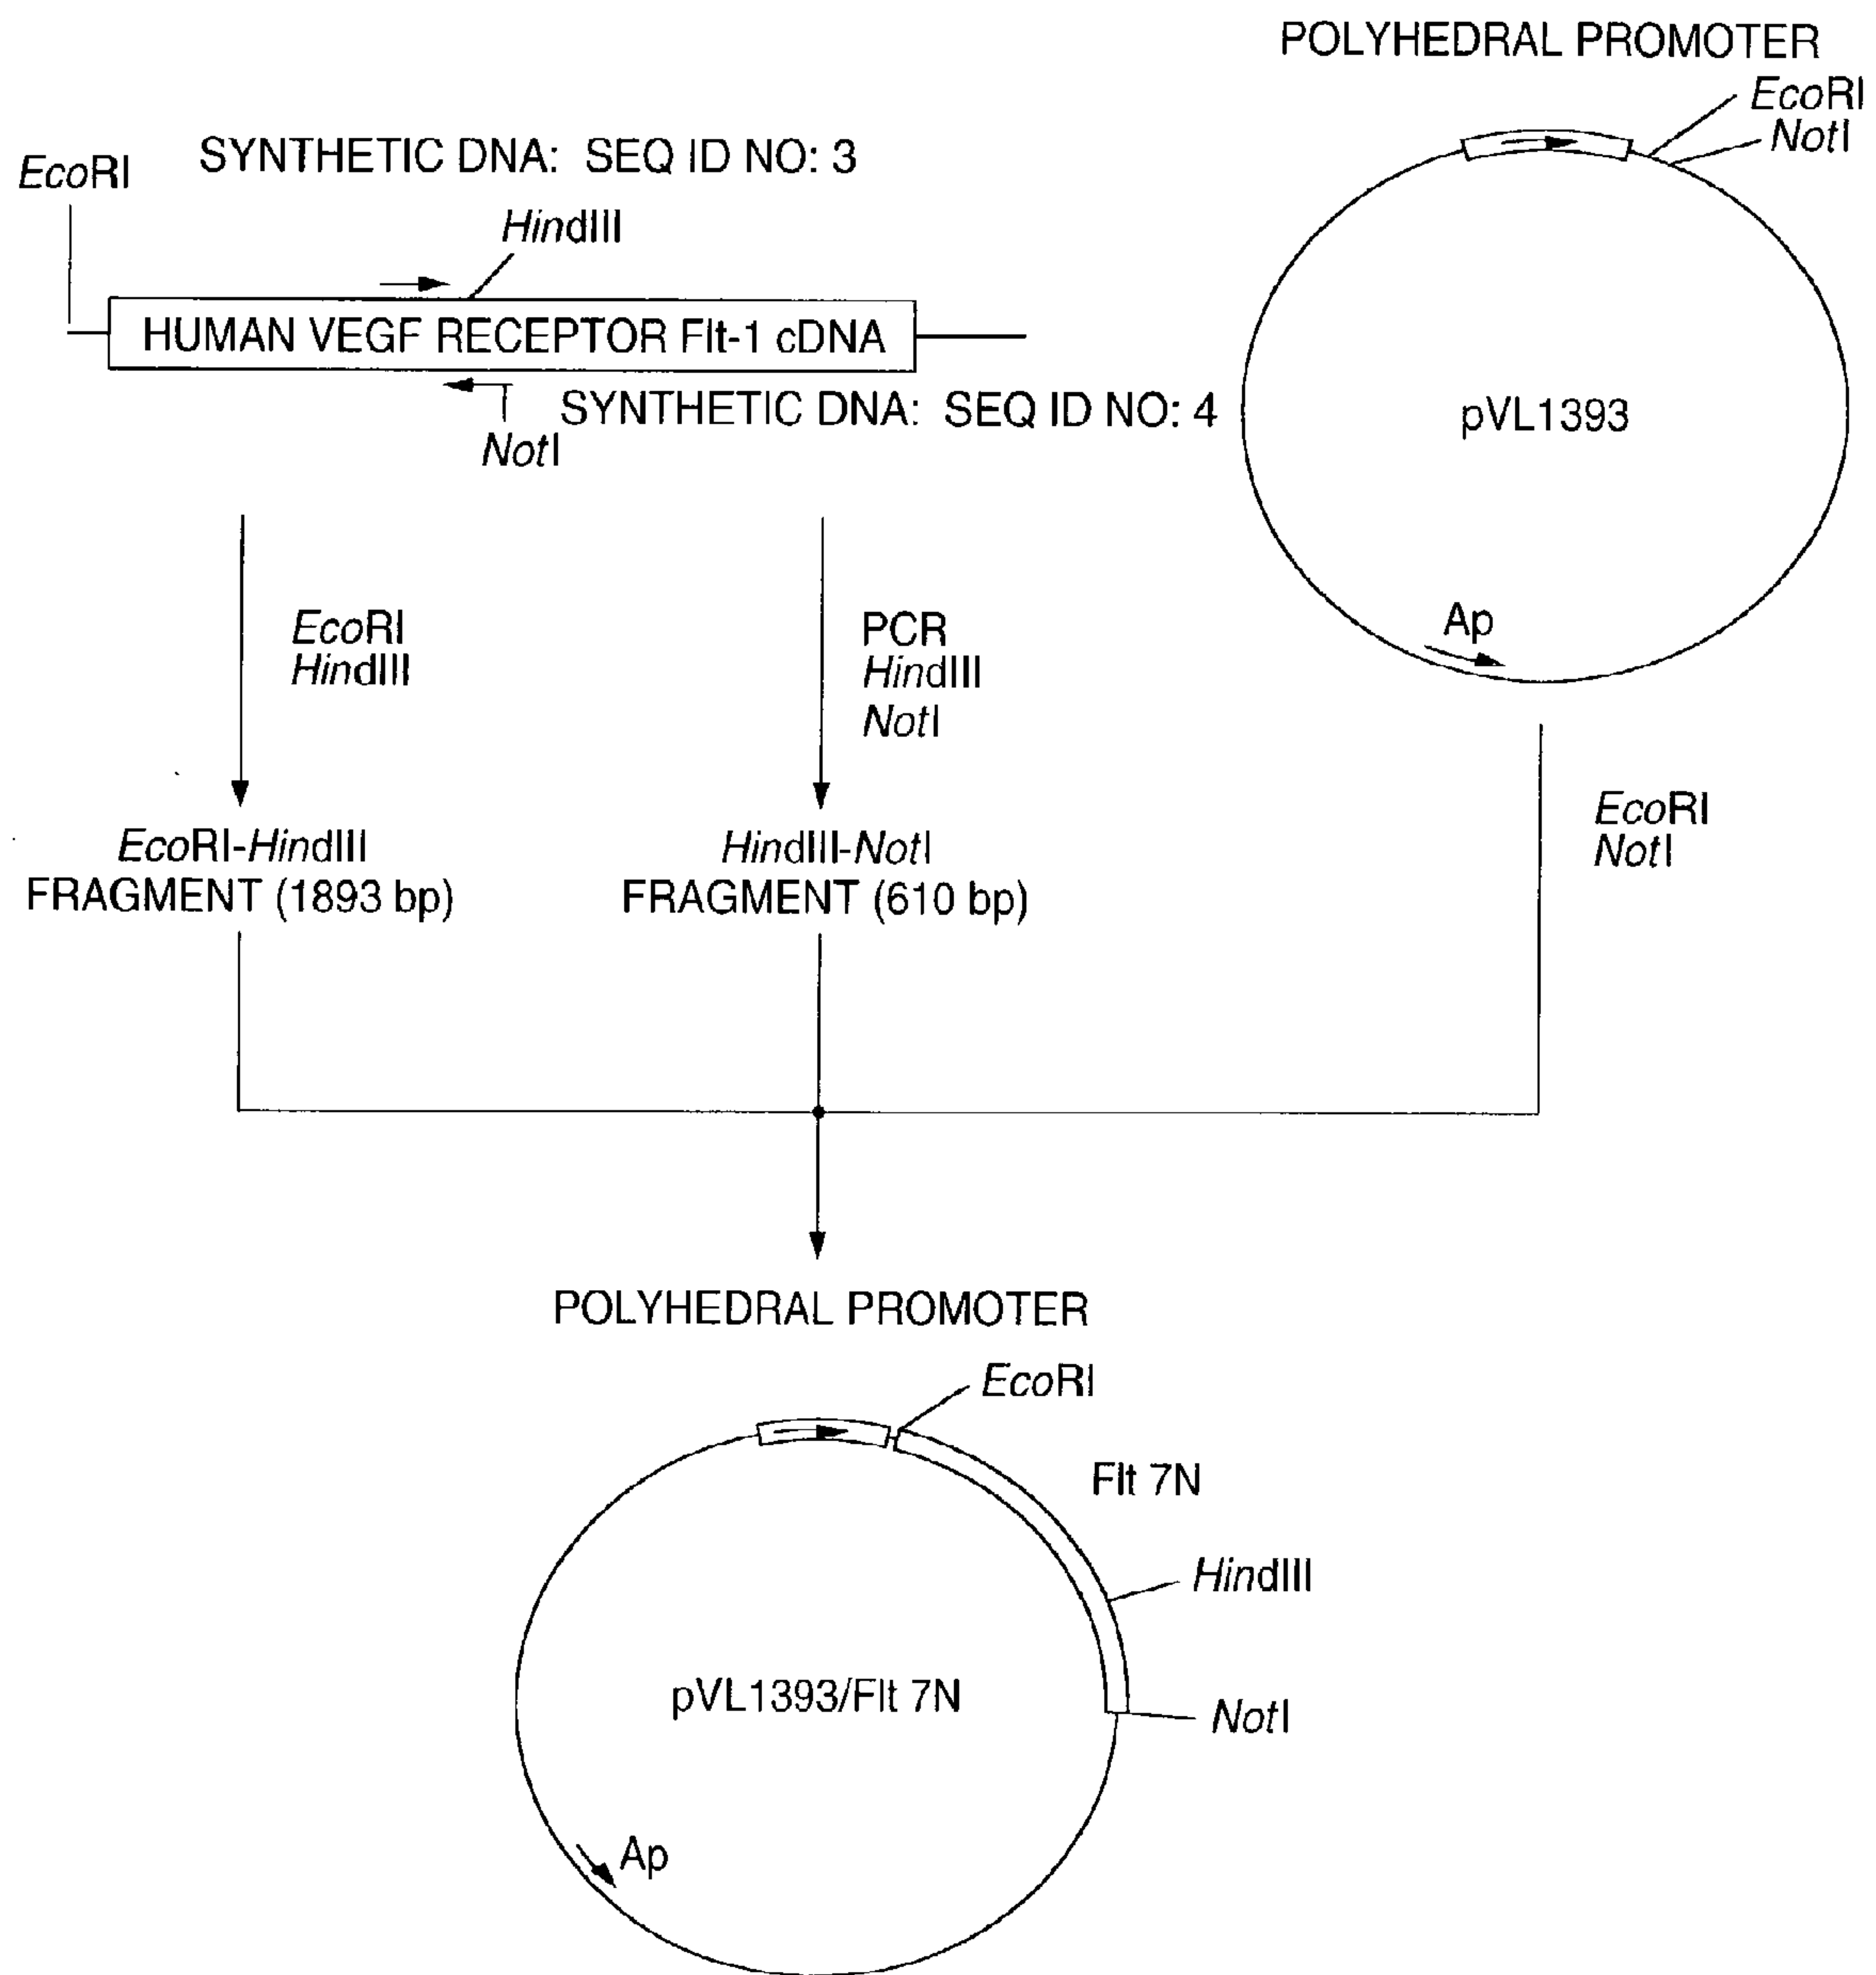 POLYHEDRAL PROMOTER
EcoRI
NotI
SYNTHETIC DNA: SEQ ID NO: 3
EcoRI
HindIII
HUMAN VEGF RECEPTOR Flt-1 cDNA
SYNTHETIC DNA: SEQ ID NO: 4
NotI
pVL1393
Ap
EcoRI
HindIII
PCR
HindIII
NotI
EcoRI
NotI
EcoRI-HindIII
FRAGMENT (1893 bp)
HindIII-NotI
FRAGMENT (610 bp)
POLYHEDRAL PROMOTER
EcoRI
Flt 7N
HindIII
pVL1393/Flt 7N
NotI
Ap